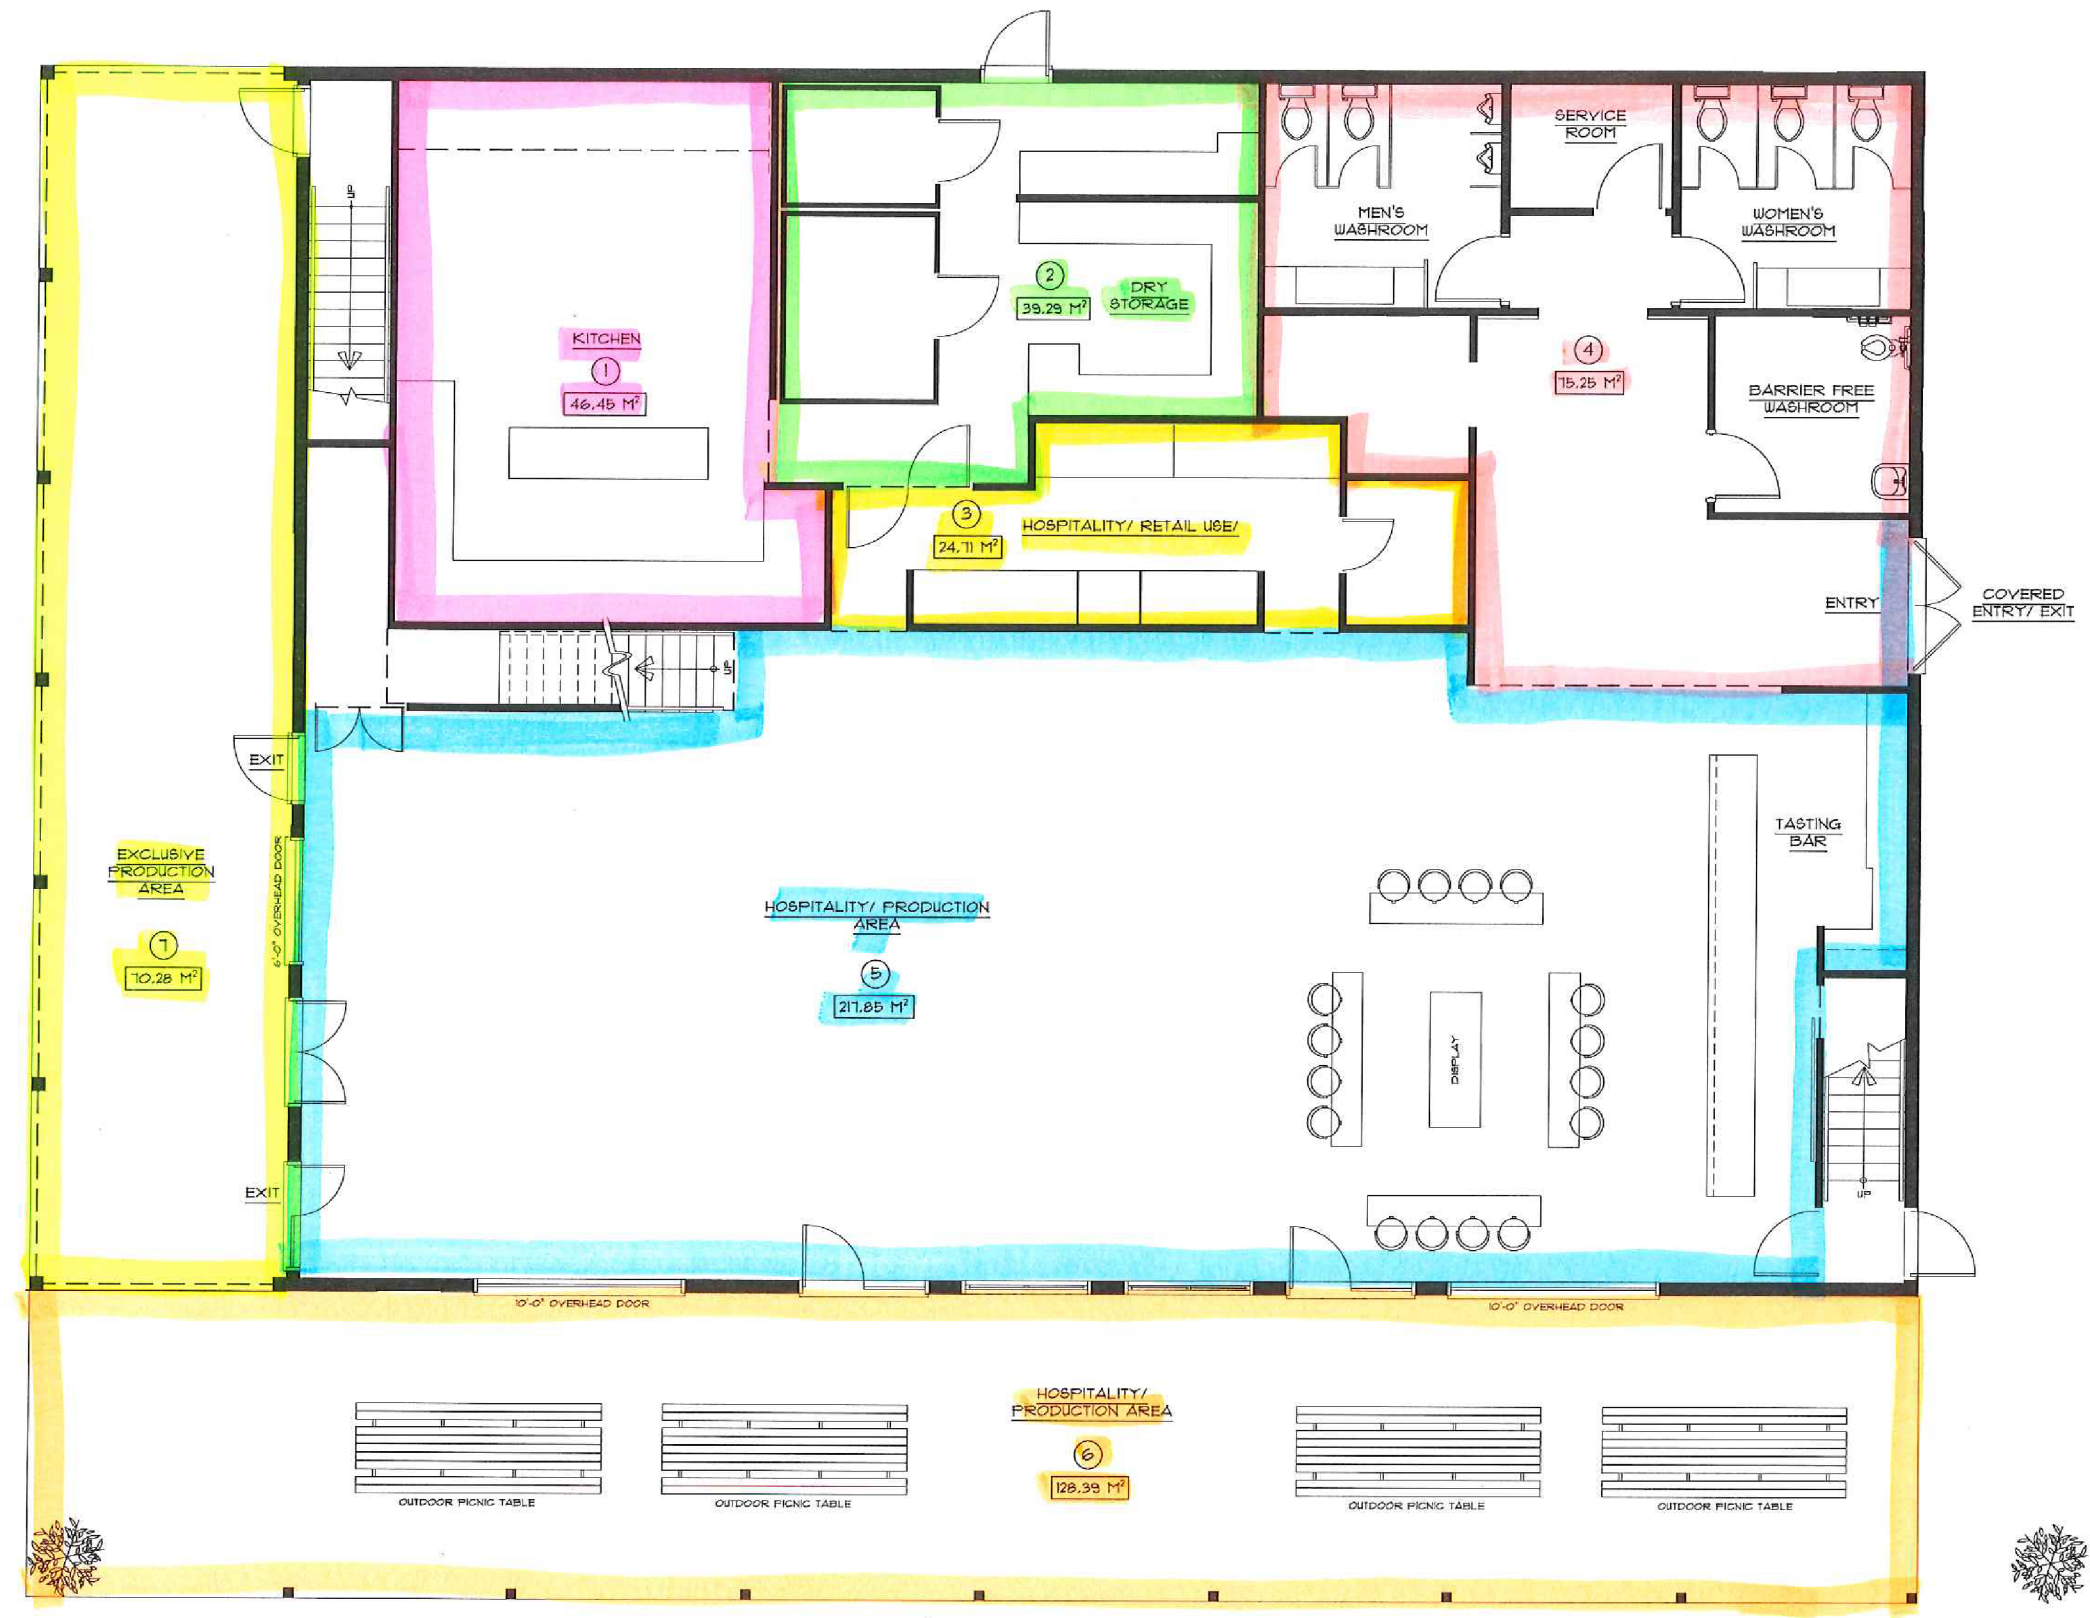 SERVICE
ROOM
MEN'S
WASHROOM
WOMEN'S
WASHROOM
UP
2
39.29 M²
DRY
STORAGE
KITCHEN
1
46.45 M²
4
75.25 M²
BARRIER FREE
WASHROOM
3
24.71 M²
HOSPITALITY/ RETAIL USE/
ENTRY
COVERED
ENTRY/ EXIT
UP
EXIT
TASTING
BAR
EXCLUSIVE
PRODUCTION
AREA
7
70.28 M²
6'-0" OVERHEAD DOOR
HOSPITALITY/ PRODUCTION
AREA
5
217.85 M²
DISPLAY
EXIT
UP
10'-0" OVERHEAD DOOR
10'-0" OVERHEAD DOOR
HOSPITALITY/
PRODUCTION AREA
6
128.39 M²
OUTDOOR PICNIC TABLE
OUTDOOR PICNIC TABLE
OUTDOOR PICNIC TABLE
OUTDOOR PICNIC TABLE